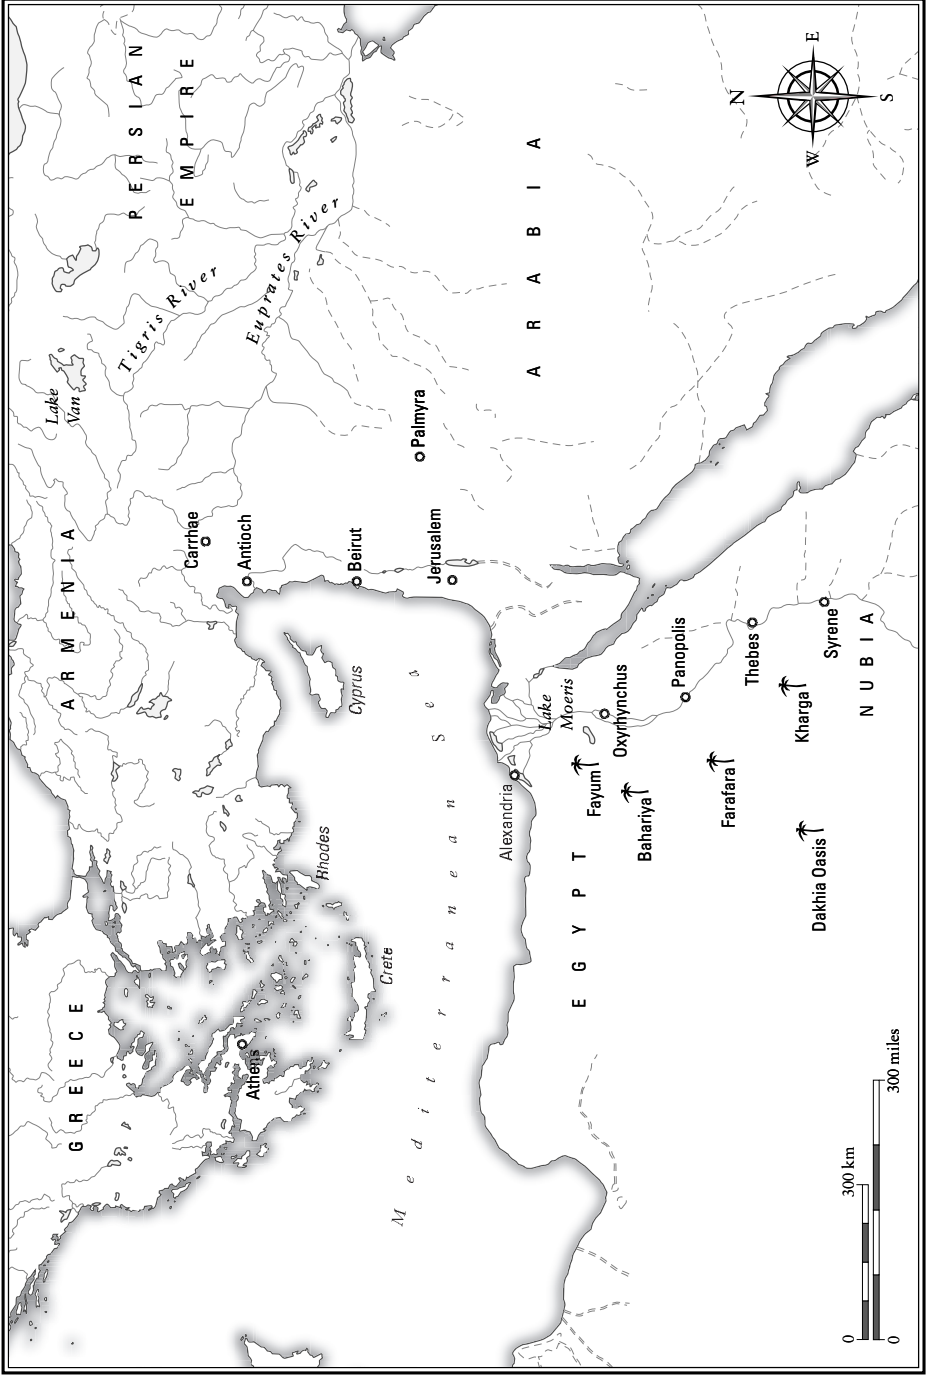 PERSIAN
EMPIRE
Tigris River
Euprates River
Lake
Van
ARMENIA
Carrhae
Antioch
Beirut
Palmyra
Jerusalem
ARABIA
Cyprus
Rhodes
Crete
GREECE
Athens
Mediterranean Sea
Alexandria
Lake
Moeris
Oxyrhynchus
Fayum
Bahariya
Panopolis
Farafara
Thebes
Kharga
Dakhia Oasis
Syrene
EGYPT
NUBIA
N
E
S
W
0
300 km
0
300 miles